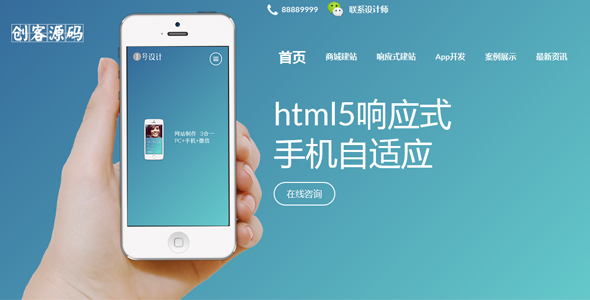 88889999 联系设计师
创客源码
首页 商城建站 响应式建站 App开发 案例展示 最新资讯
号设计
网站制作 3合一
PC+手机+微信
html5响应式
手机自适应
在线咨询